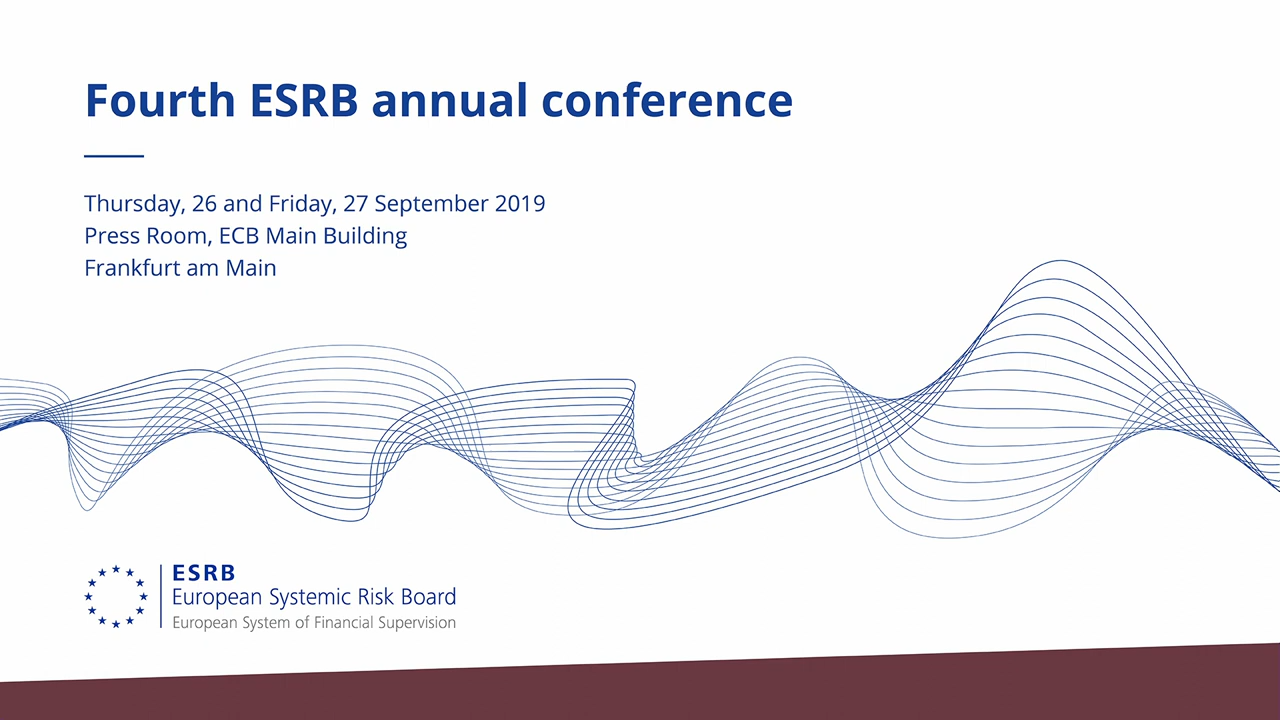 Fourth ESRB annual conference
Thursday, 26 and Friday, 27 September 2019
Press Room, ECB Main Building
Frankfurt am Main
ESRB
European Systemic Risk Board
European System of Financial Supervision